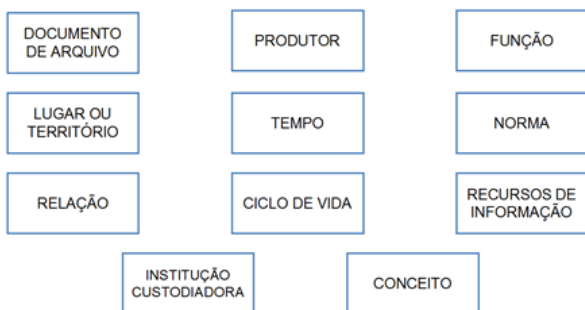 DOCUMENTO
DE ARQUIVO
PRODUTOR
FUNÇÃO
LUGAR OU
TERRITÓRIO
TEMPO
NORMA
RELAÇÃO
CICLO DE VIDA
RECURSOS DE
INFORMAÇÃO
INSTITUÇÃO
CUSTODIADORA
CONCEITO